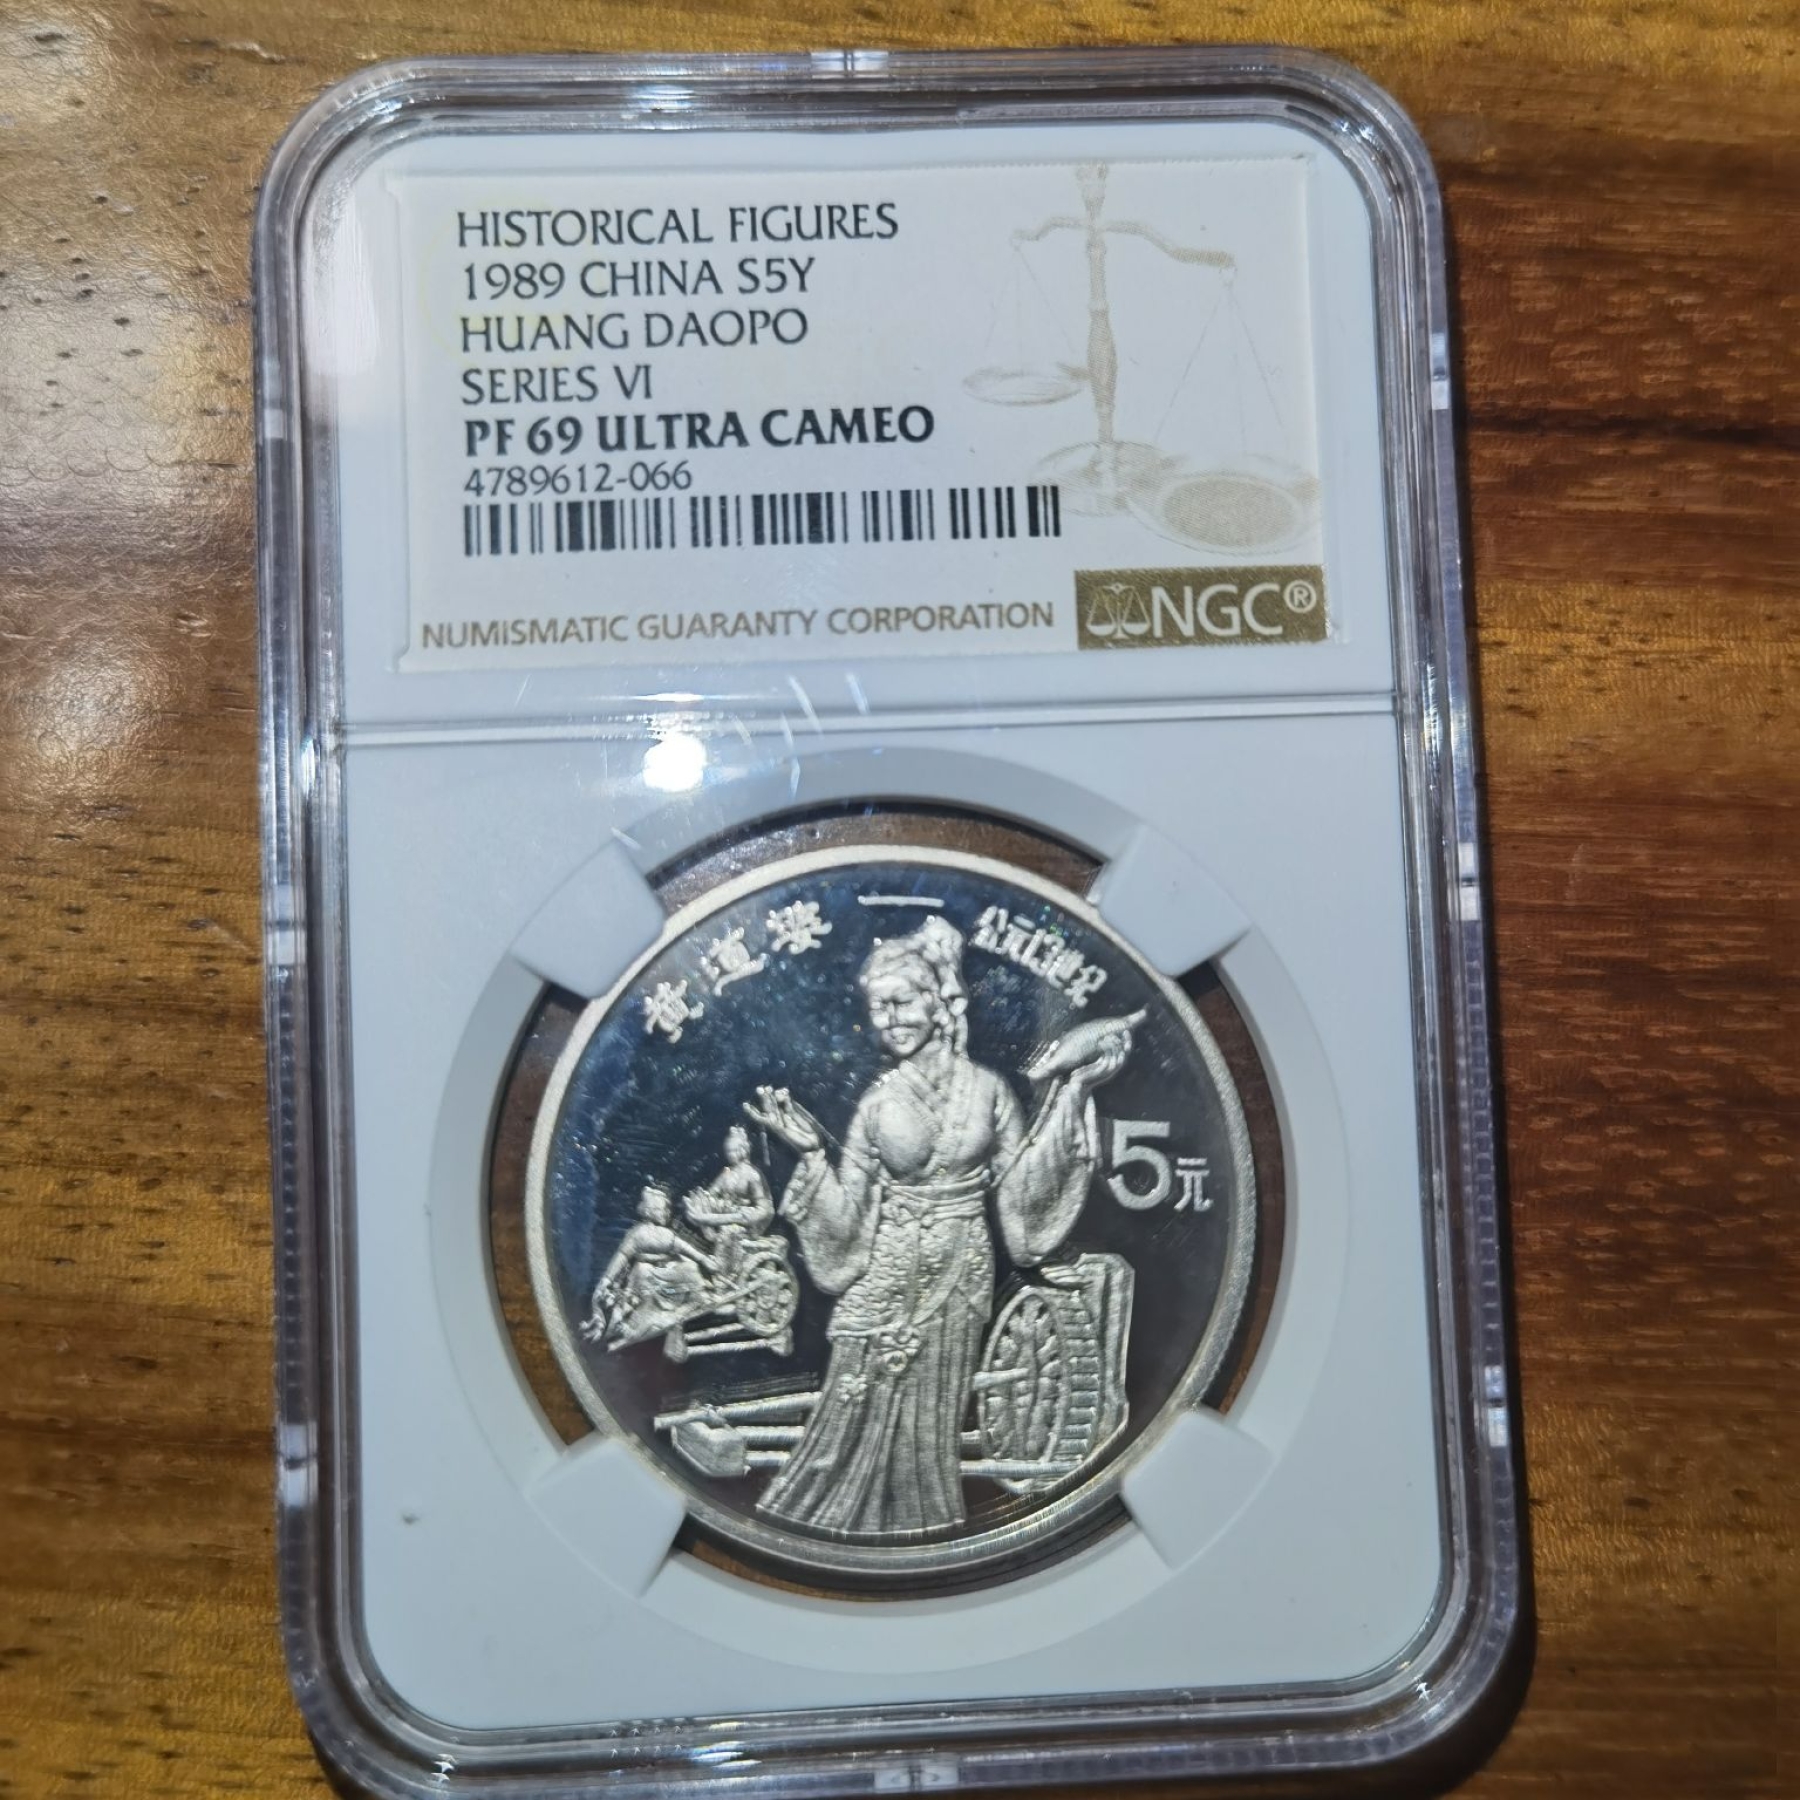 HISTORICAL FIGURES
1989 CHINA S5Y
HUANG DAOPO
SERIES VI
PF 69 ULTRA CAMEO
4789612-066
NUMISMATIC GUARANTY CORPORATION
NGC®
黄道婆
公元13世纪
5元